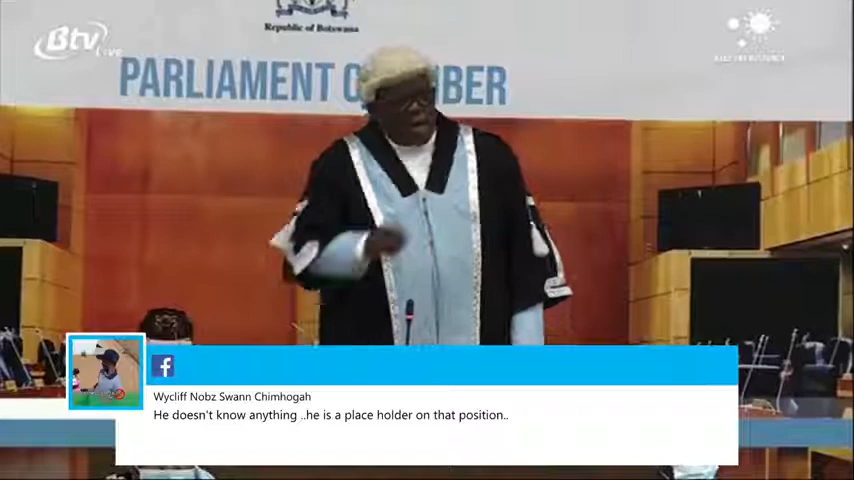 Republic of Botswana
Btv Live
PARLIAMENT
Wycliff Nobz Swann Chimhogah
He doesn't know anything ..he is a place holder on that position..